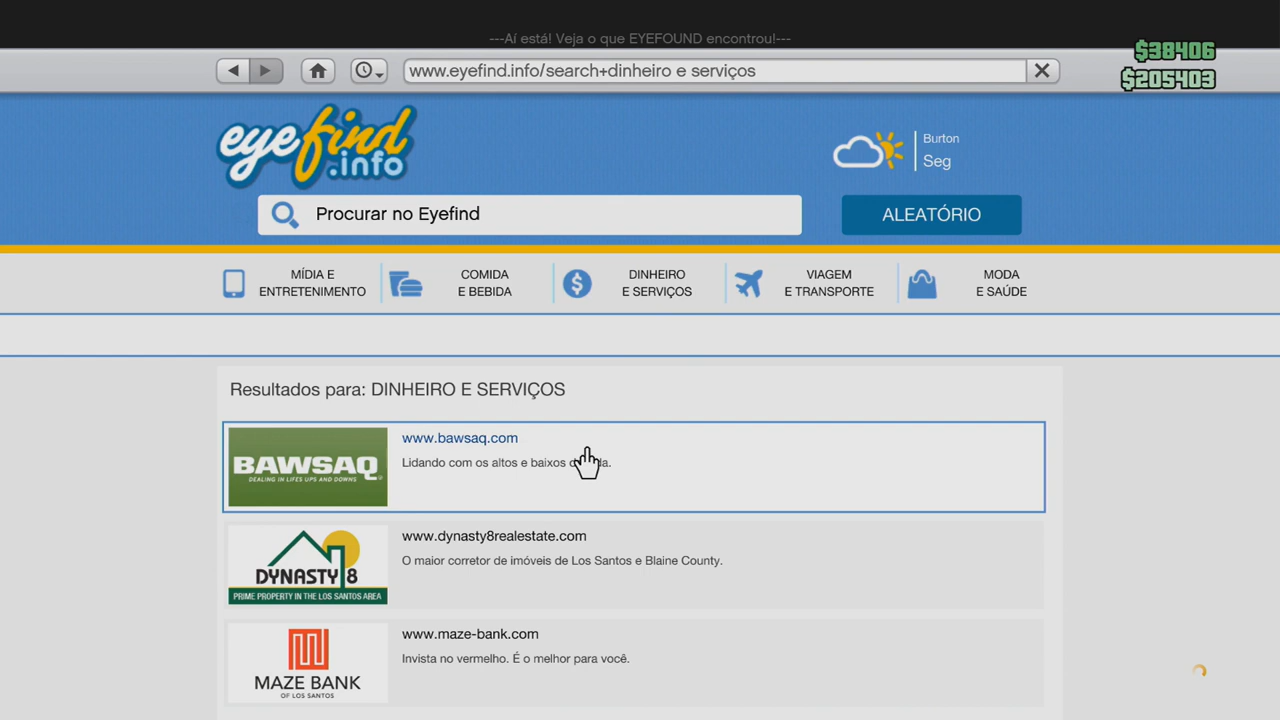 ---Aí está! Veja o que EYEFOUND encontrou!---
$38406
www.eyefind.info/search+dinheiro e serviços
$205403
eyefind
.info
Burton
Seg
Procurar no Eyefind
ALEATÓRIO
MÍDIA E
ENTRETENIMENTO
COMIDA
E BEBIDA
DINHEIRO
E SERVIÇOS
VIAGEM
E TRANSPORTE
MODA
E SAÚDE
Resultados para: DINHEIRO E SERVIÇOS
BAWSAQ
DEALING IN LIFES UPS AND DOWNS
www.bawsaq.com
Lidando com os altos e baixos
DYNASTY 8
PRIME PROPERTY IN THE LOS SANTOS AREA
www.dynasty8realestate.com
O maior corretor de imóveis de Los Santos e Blaine County.
MAZE BANK
OF LOS SANTOS
www.maze-bank.com
Invista no vermelho. É o melhor para você.